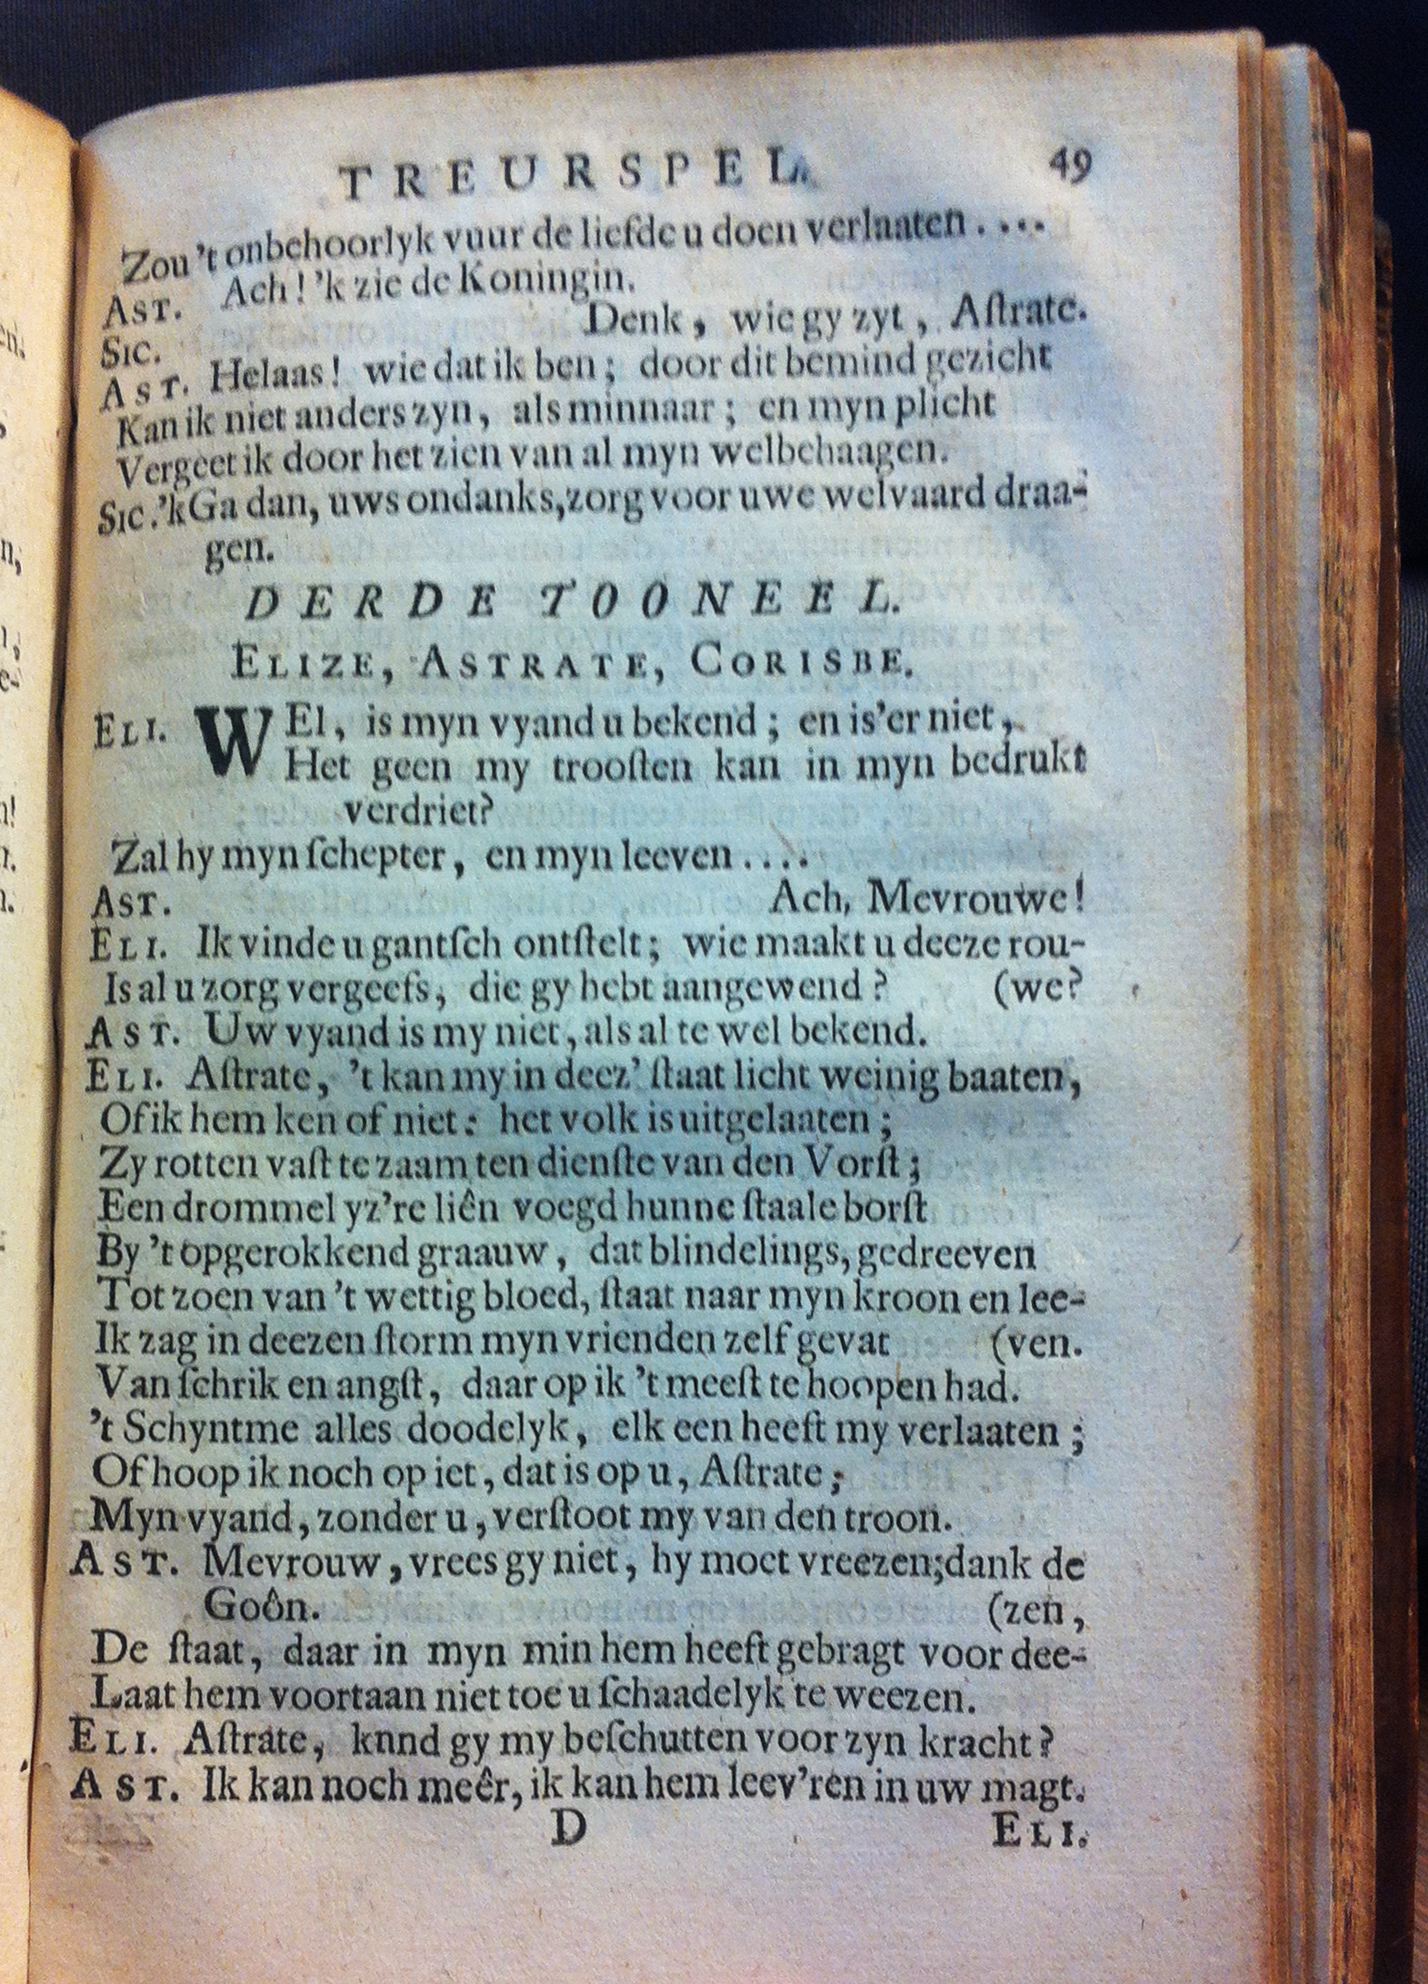 TREURSPEL. 49
Zou 't onbehoorlyk vuur de liefde u doen verlaaten....
AST. Ach! 'k zie de Koningin.
SIC. Denk, wie gy zyt, Aſtrate.
AST. Helaas! wie dat ik ben; door dit bemind gezicht
Kan ik niet anders zyn, als minnaar; en myn plicht
Vergeet ik door het zien van al myn welbehaagen.
SIC. 'k Ga dan, uws ondanks, zorg voor uwe welvaard draa-
gen.
DERDE TOONEEL.
ELIZE, ASTRATE, CORISBE.
ELI. WEl, is myn vyand u bekend; en is'er niet,
Het geen my trooſten kan in myn bedrukt
verdriet?
Zal hy myn ſchepter, en myn leeven....
AST. Ach, Mevrouwe!
ELI. Ik vinde u gantſch ontſtelt; wie maakt u deeze rou-
Is al u zorg vergeefs, die gy hebt aangewend? (we?
AST. Uw vyand is my niet, als al te wel bekend.
ELI. Aſtrate, 't kan my in deez' ſtaat licht weinig baaten,
Of ik hem ken of niet: het volk is uitgelaaten;
Zy rotten vaſt te zaam ten dienſte van den Vorſt;
Een drommel yz're liên voegd hunne ſtaale borſt
By 't opgerokkend graauw, dat blindelings, gedreeven
Tot zoen van 't wettig bloed, ſtaat naar myn kroon en lee-
Ik zag in deezen ſtorm myn vrienden zelf gevat (ven.
Van ſchrik en angſt, daar op ik 't meeſt te hoopen had.
't Schyntme alles doodelyk, elk een heeft my verlaaten;
Of hoop ik noch op iet, dat is op u, Aſtrate;
Myn vyand, zonder u, verſtoot my van den troon.
AST. Mevrouw, vrees gy niet, hy moet vreezen; dank de
Goôn. (zen,
De ſtaat, daar in myn min hem heeft gebragt voor dee-
Laat hem voortaan niet toe u ſchaadelyk te weezen.
ELI. Aſtrate, knnd gy my beſchutten voor zyn kracht?
AST. Ik kan noch meêr, ik kan hem leev'ren in uw magt.
D ELI.